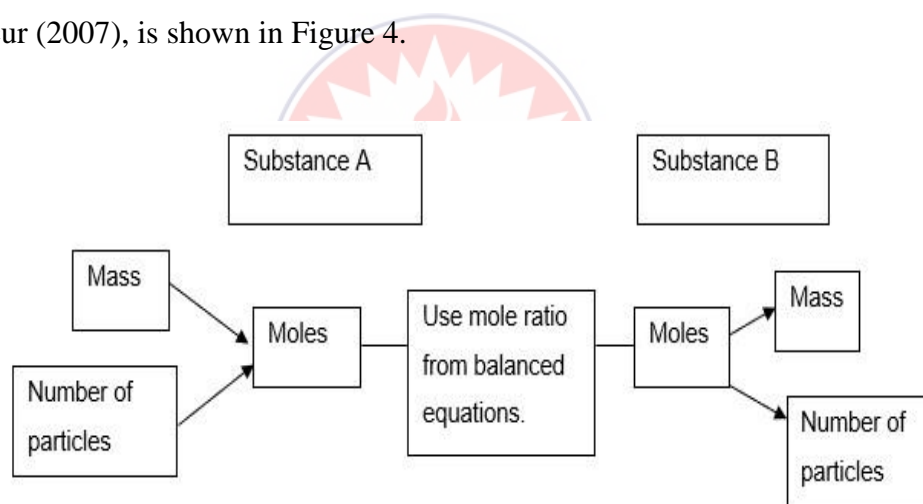 ur (2007), is shown in Figure 4.
Substance A
Substance B
Mass
Number of
particles
Moles
Use mole ratio
from balanced
equations.
Moles
Mass
Number of
particles